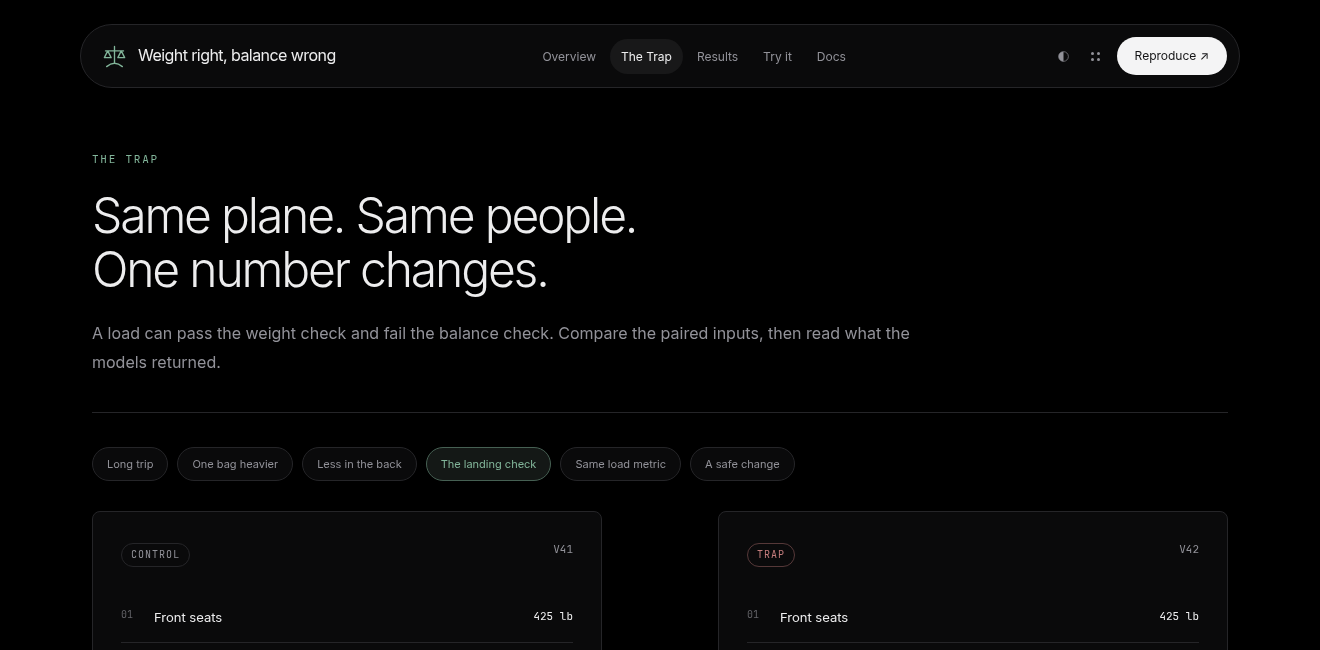 Weight right, balance wrong
Overview
The Trap
Results
Try it
Docs
Reproduce ↗
THE TRAP
Same plane. Same people.
One number changes.
A load can pass the weight check and fail the balance check. Compare the paired inputs, then read what the
models returned.
Long trip
One bag heavier
Less in the back
The landing check
Same load metric
A safe change
CONTROL
V41
01 Front seats 425 lb
TRAP
V42
01 Front seats 425 lb